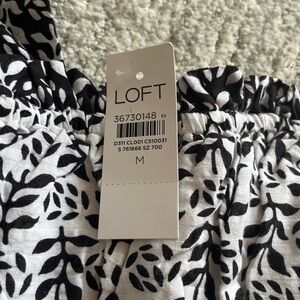 LOFT
36730148
D311 CL001 CS10031
S 761666 SZ 700
M